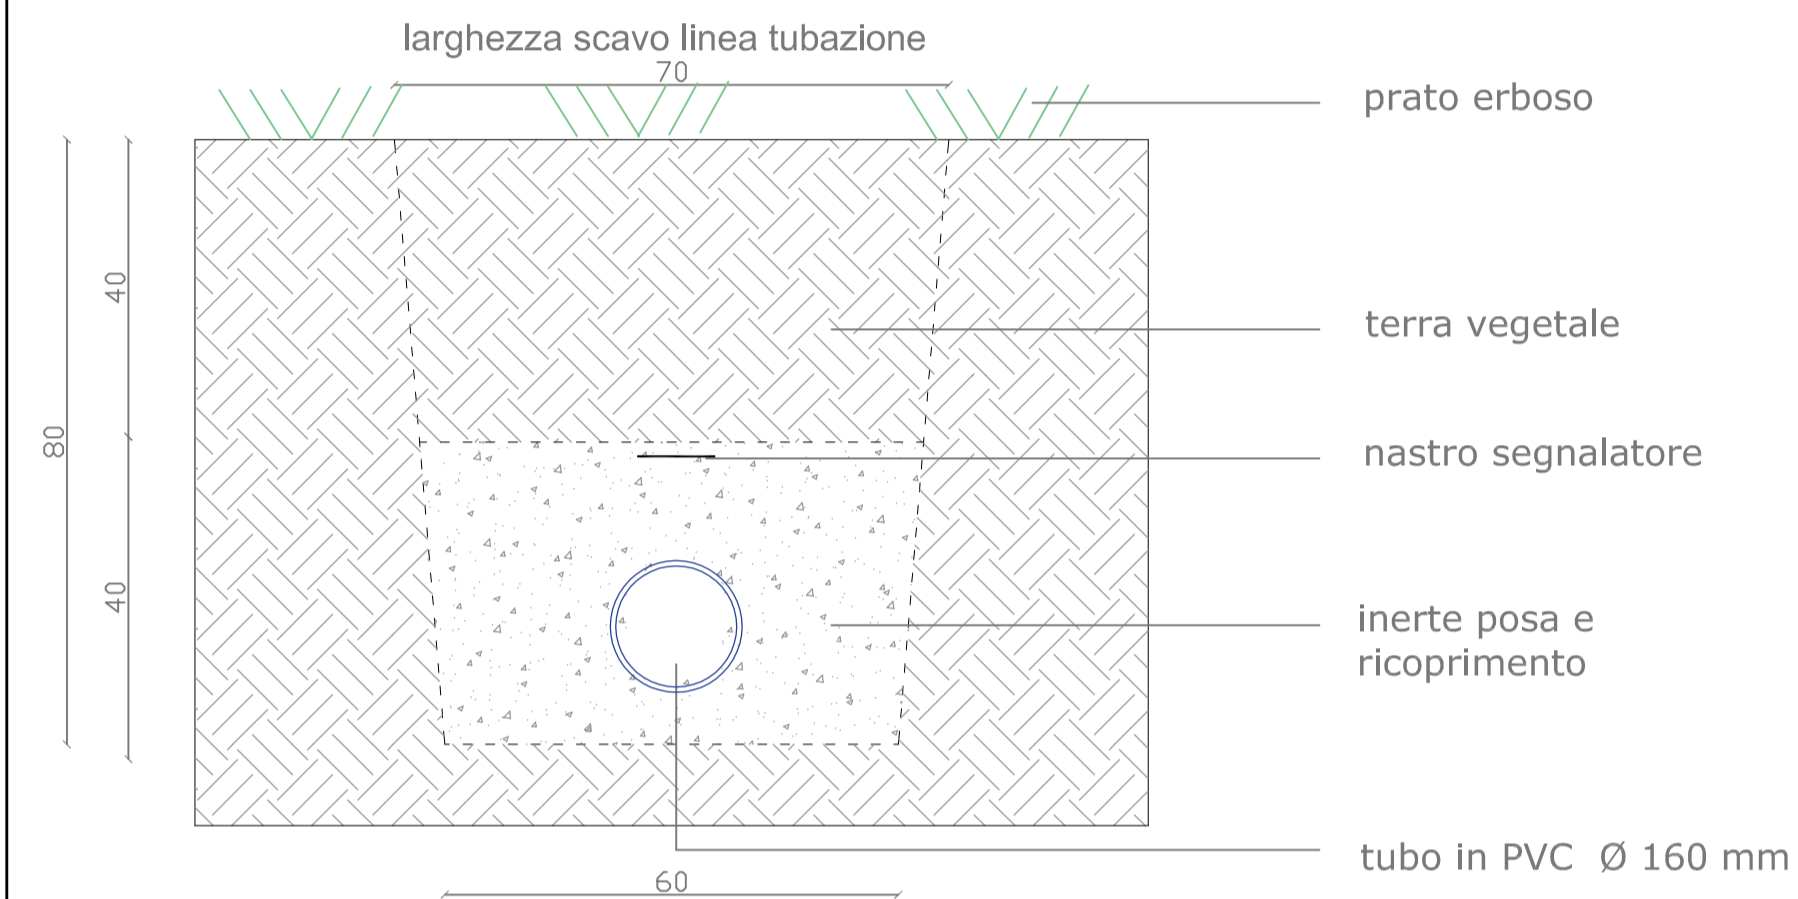 larghezza scavo linea tubazione
70
prato erboso
40
terra vegetale
80
nastro segnalatore
40
inerte posa e
ricoprimento
tubo in PVC Ø 160 mm
60